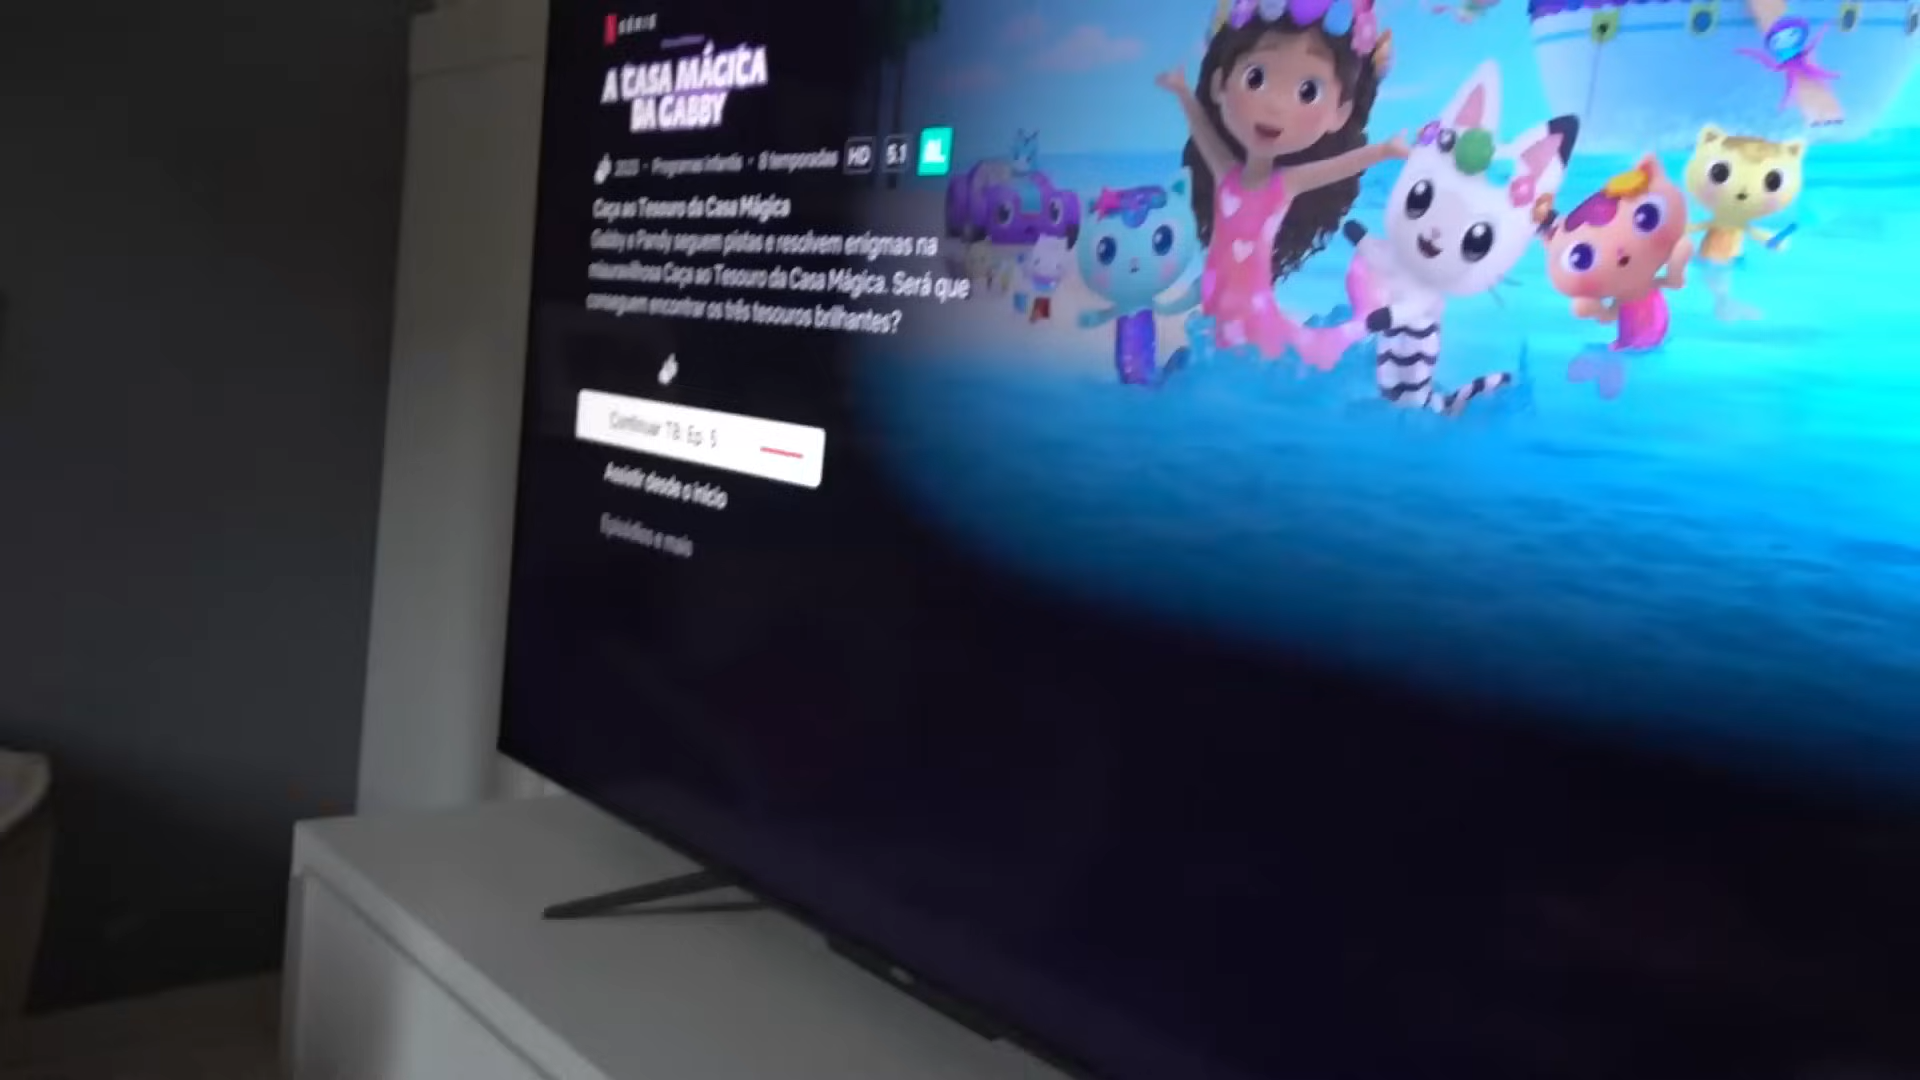 SÉRIE
A CASA MÁGICA
DA GABBY
2023 · Programas infantis · 8 temporadas HD 5.1 AL
Caça ao Tesouro da Casa Mágica
Gabby e Pandy seguem pistas e resolvem enigmas na
miauravilhosa Caça ao Tesouro da Casa Mágica. Será que
conseguem encontrar os três tesouros brilhantes?
Continuar T8: Ep. 5
Assistir desde o início
Episódios e mais